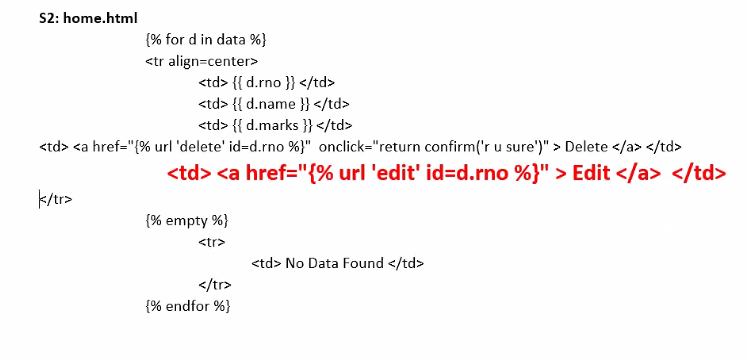 S2: home.html
{% for d in data %}
<tr align=center>
<td> {{ d.rno }} </td>
<td> {{ d.name }} </td>
<td> {{ d.marks }} </td>
<td> <a href="{% url 'delete' id=d.rno %}"  onclick="return confirm('r u sure')" > Delete </a> </td>
<td> <a href="{% url 'edit' id=d.rno %}" > Edit </a>  </td>
</tr>
{% empty %}
<tr>
<td> No Data Found </td>
</tr>
{% endfor %}